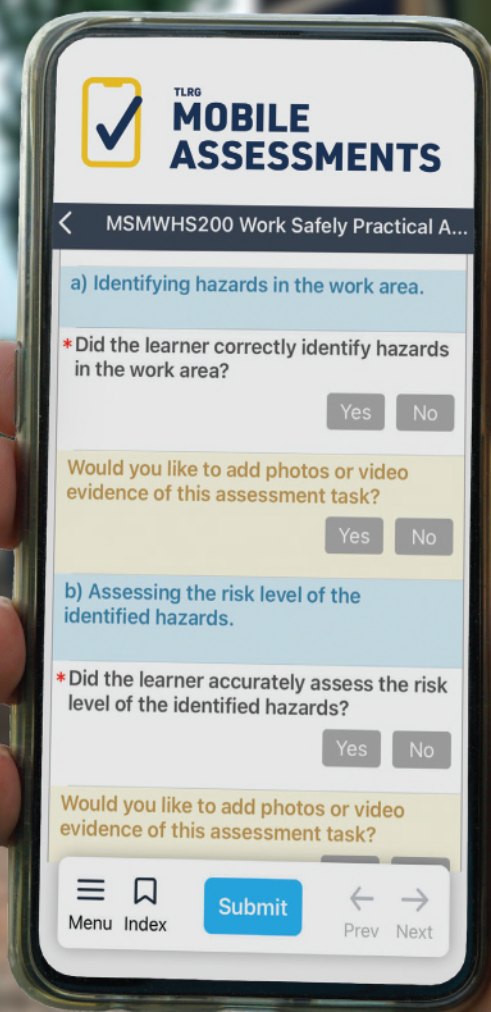 TLRG
MOBILE
ASSESSMENTS
MSMWHS200 Work Safely Practical A...
a) Identifying hazards in the work area.
*Did the learner correctly identify hazards
in the work area?
Yes No
Would you like to add photos or video
evidence of this assessment task?
Yes No
b) Assessing the risk level of the
identified hazards.
*Did the learner accurately assess the risk
level of the identified hazards?
Yes No
Would you like to add photos or video
evidence of this assessment task?
Menu Index Submit Prev Next